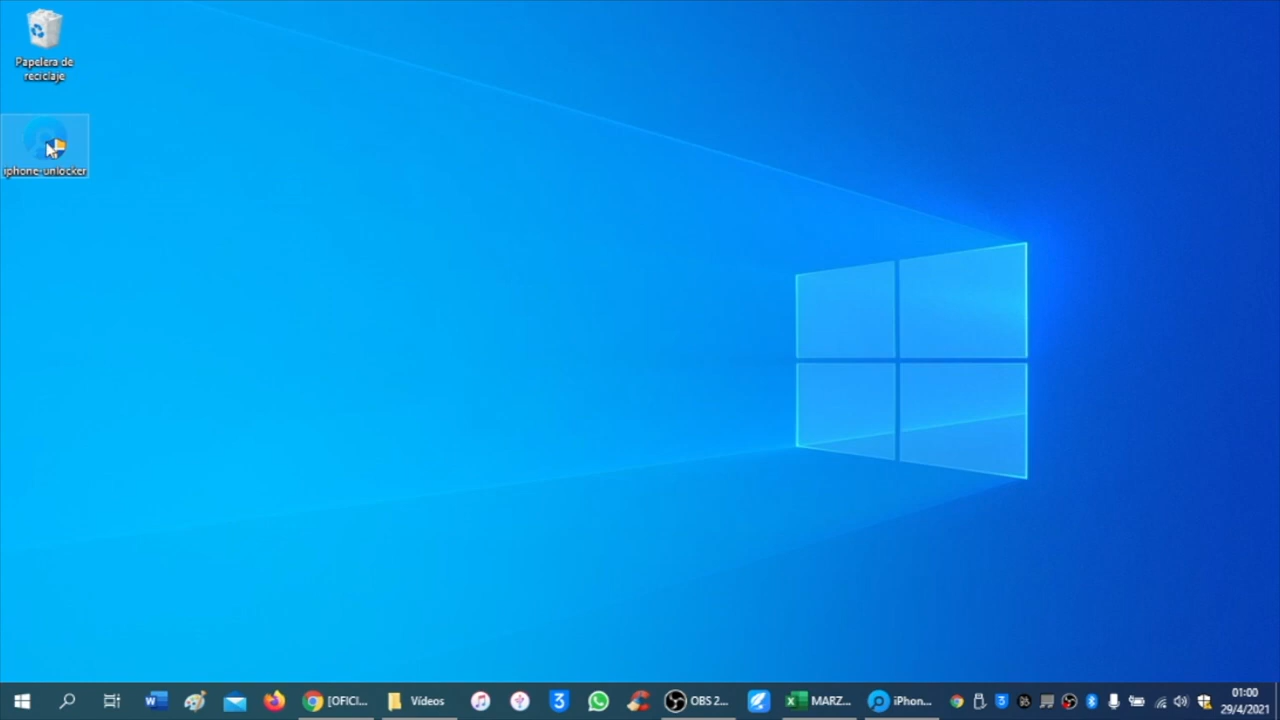 Papelera de
reciclaje
iphone-unlocker
[OFICI...
Vídeos
OBS 2...
MARZ...
iPhon...
01:00
29/4/2021